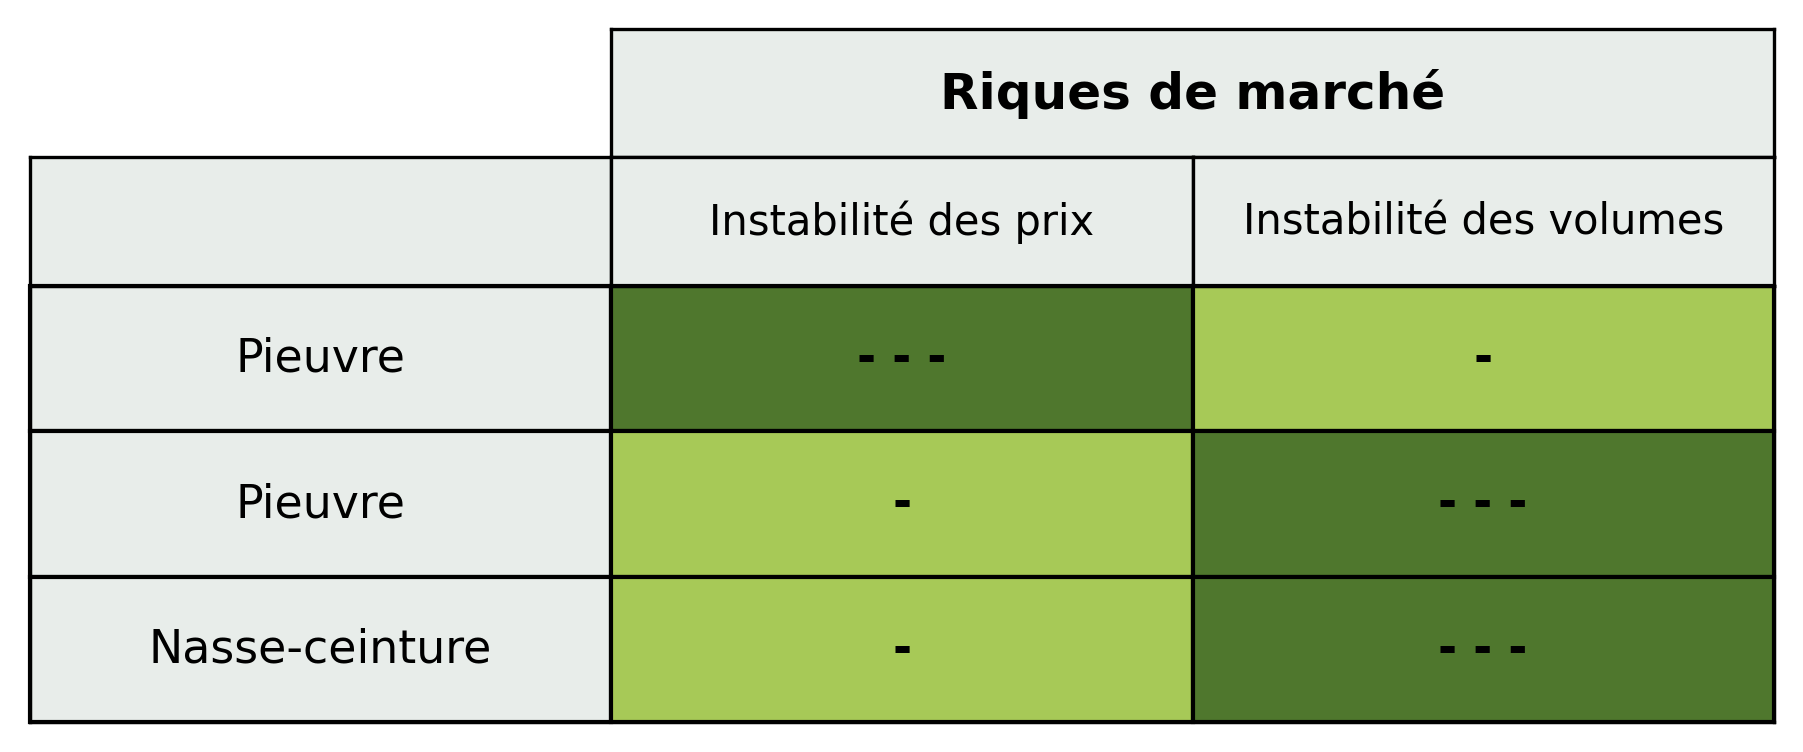 Riques de marché
Instabilité des prix Instabilité des volumes
Pieuvre - - - -
Pieuvre - - - -
Nasse-ceinture - - - -